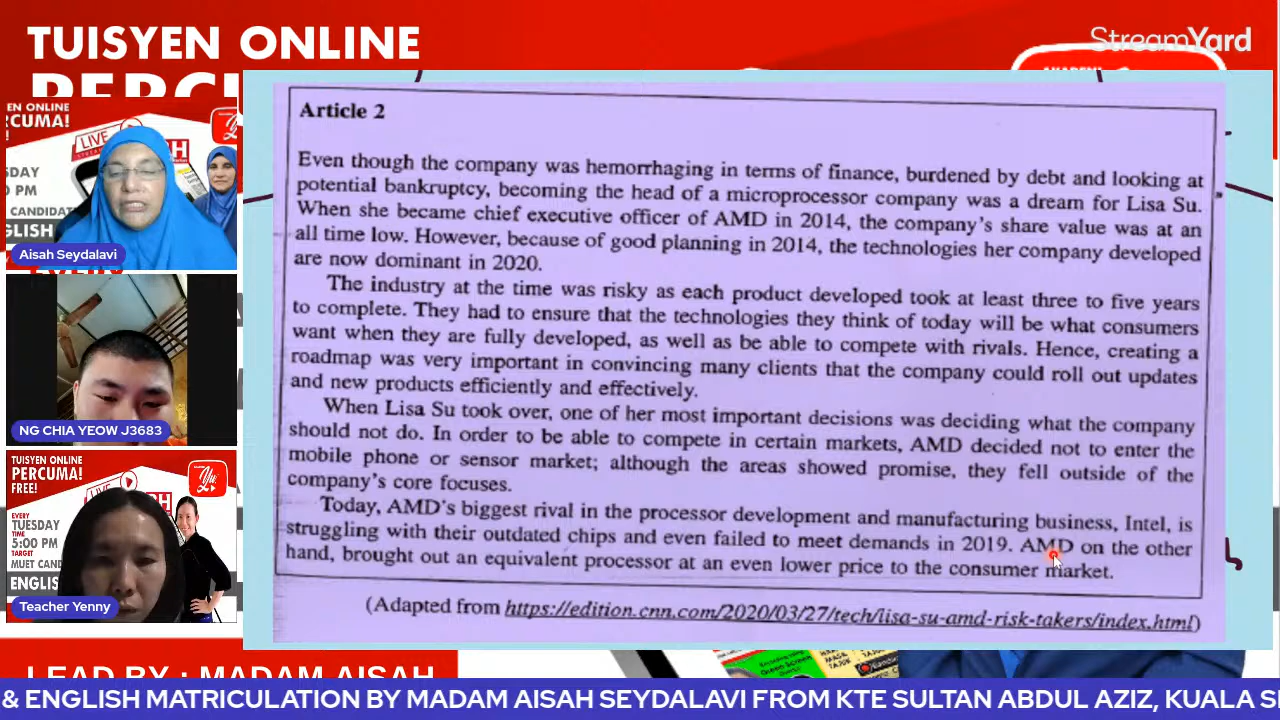 TUISYEN ONLINE
StreamYard
EN ONLINE
LIVE
PM
CANDIDAT
GLISH
Aisah Seydalavi
NG CHIA YEOW J3683
TUISYEN ONLINE
PERCUMA!
FREE!
EVERY
TUESDAY
TIME
5:00 PM
TARGET
MUET CAND
ENGLIS
Teacher Yenny
Article 2
Even though the company was hemorrhaging in terms of finance, burdened by debt and looking at
potential bankruptcy, becoming the head of a microprocessor company was a dream for Lisa Su.
When she became chief executive officer of AMD in 2014, the company's share value was at an
all time low. However, because of good planning in 2014, the technologies her company developed
are now dominant in 2020.
The industry at the time was risky as each product developed took at least three to five years
to complete. They had to ensure that the technologies they think of today will be what consumers
want when they are fully developed, as well as be able to compete with rivals. Hence, creating a
roadmap was very important in convincing many clients that the company could roll out updates
and new products efficiently and effectively.
When Lisa Su took over, one of her most important decisions was deciding what the company
should not do. In order to be able to compete in certain markets, AMD decided not to enter the
mobile phone or sensor market; although the areas showed promise, they fell outside of the
company's core focuses.
Today, AMD's biggest rival in the processor development and manufacturing business, Intel, is
struggling with their outdated chips and even failed to meet demands in 2019. AMD on the other
hand, brought out an equivalent processor at an even lower price to the consumer market.
(Adapted from https://edition.cnn.com/2020/03/27/tech/lisa-su-amd-risk-takers/index.html)
LEAD BY : MADAM AISAH
& ENGLISH MATRICULATION BY MADAM AISAH SEYDALAVI FROM KTE SULTAN ABDUL AZIZ, KUALA